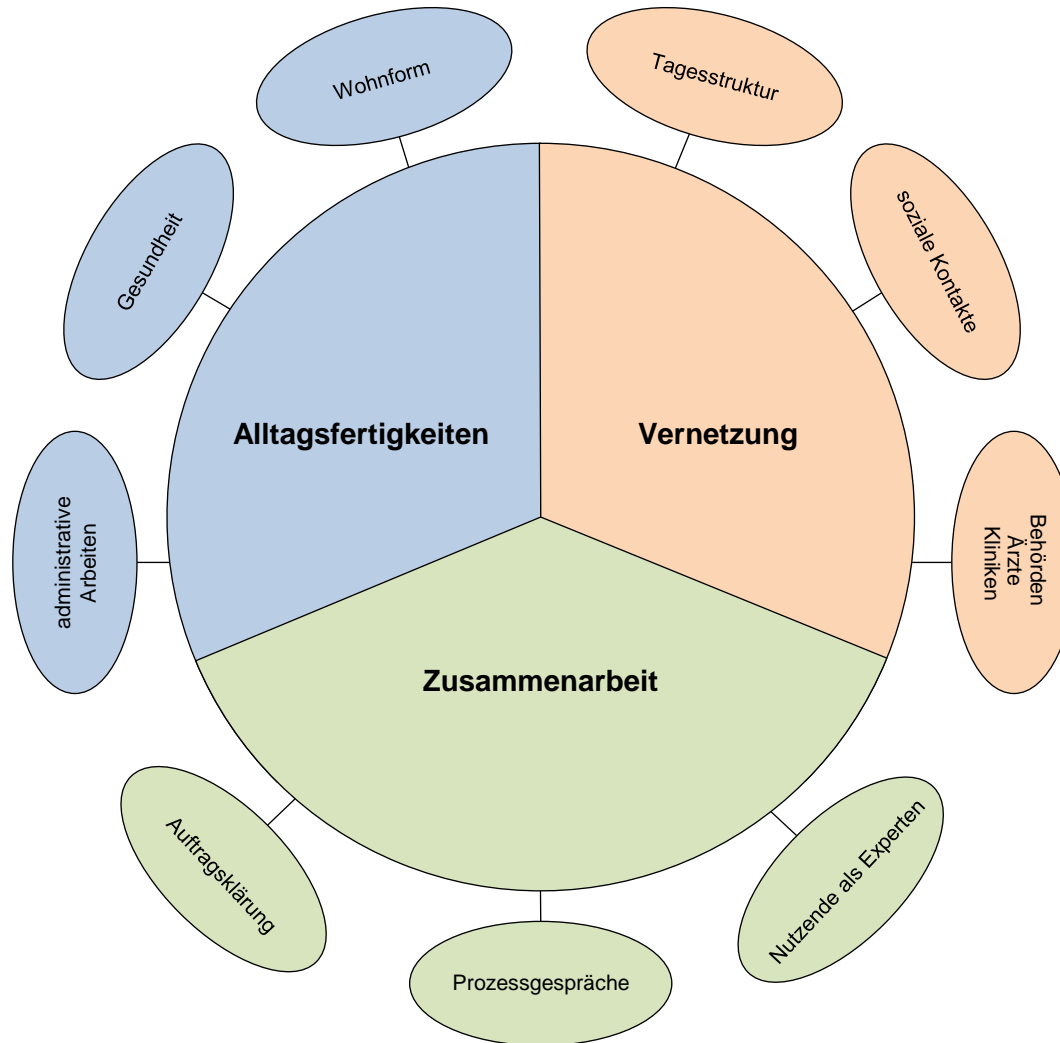 Wohnform
Tagesstruktur
Gesundheit
soziale Kontakte
Alltagsfertigkeiten
Vernetzung
administrative
Arbeiten
Behörden
Ärzte
Kliniken
Zusammenarbeit
Auftragsklärung
Nutzende als Experten
Prozessgespräche